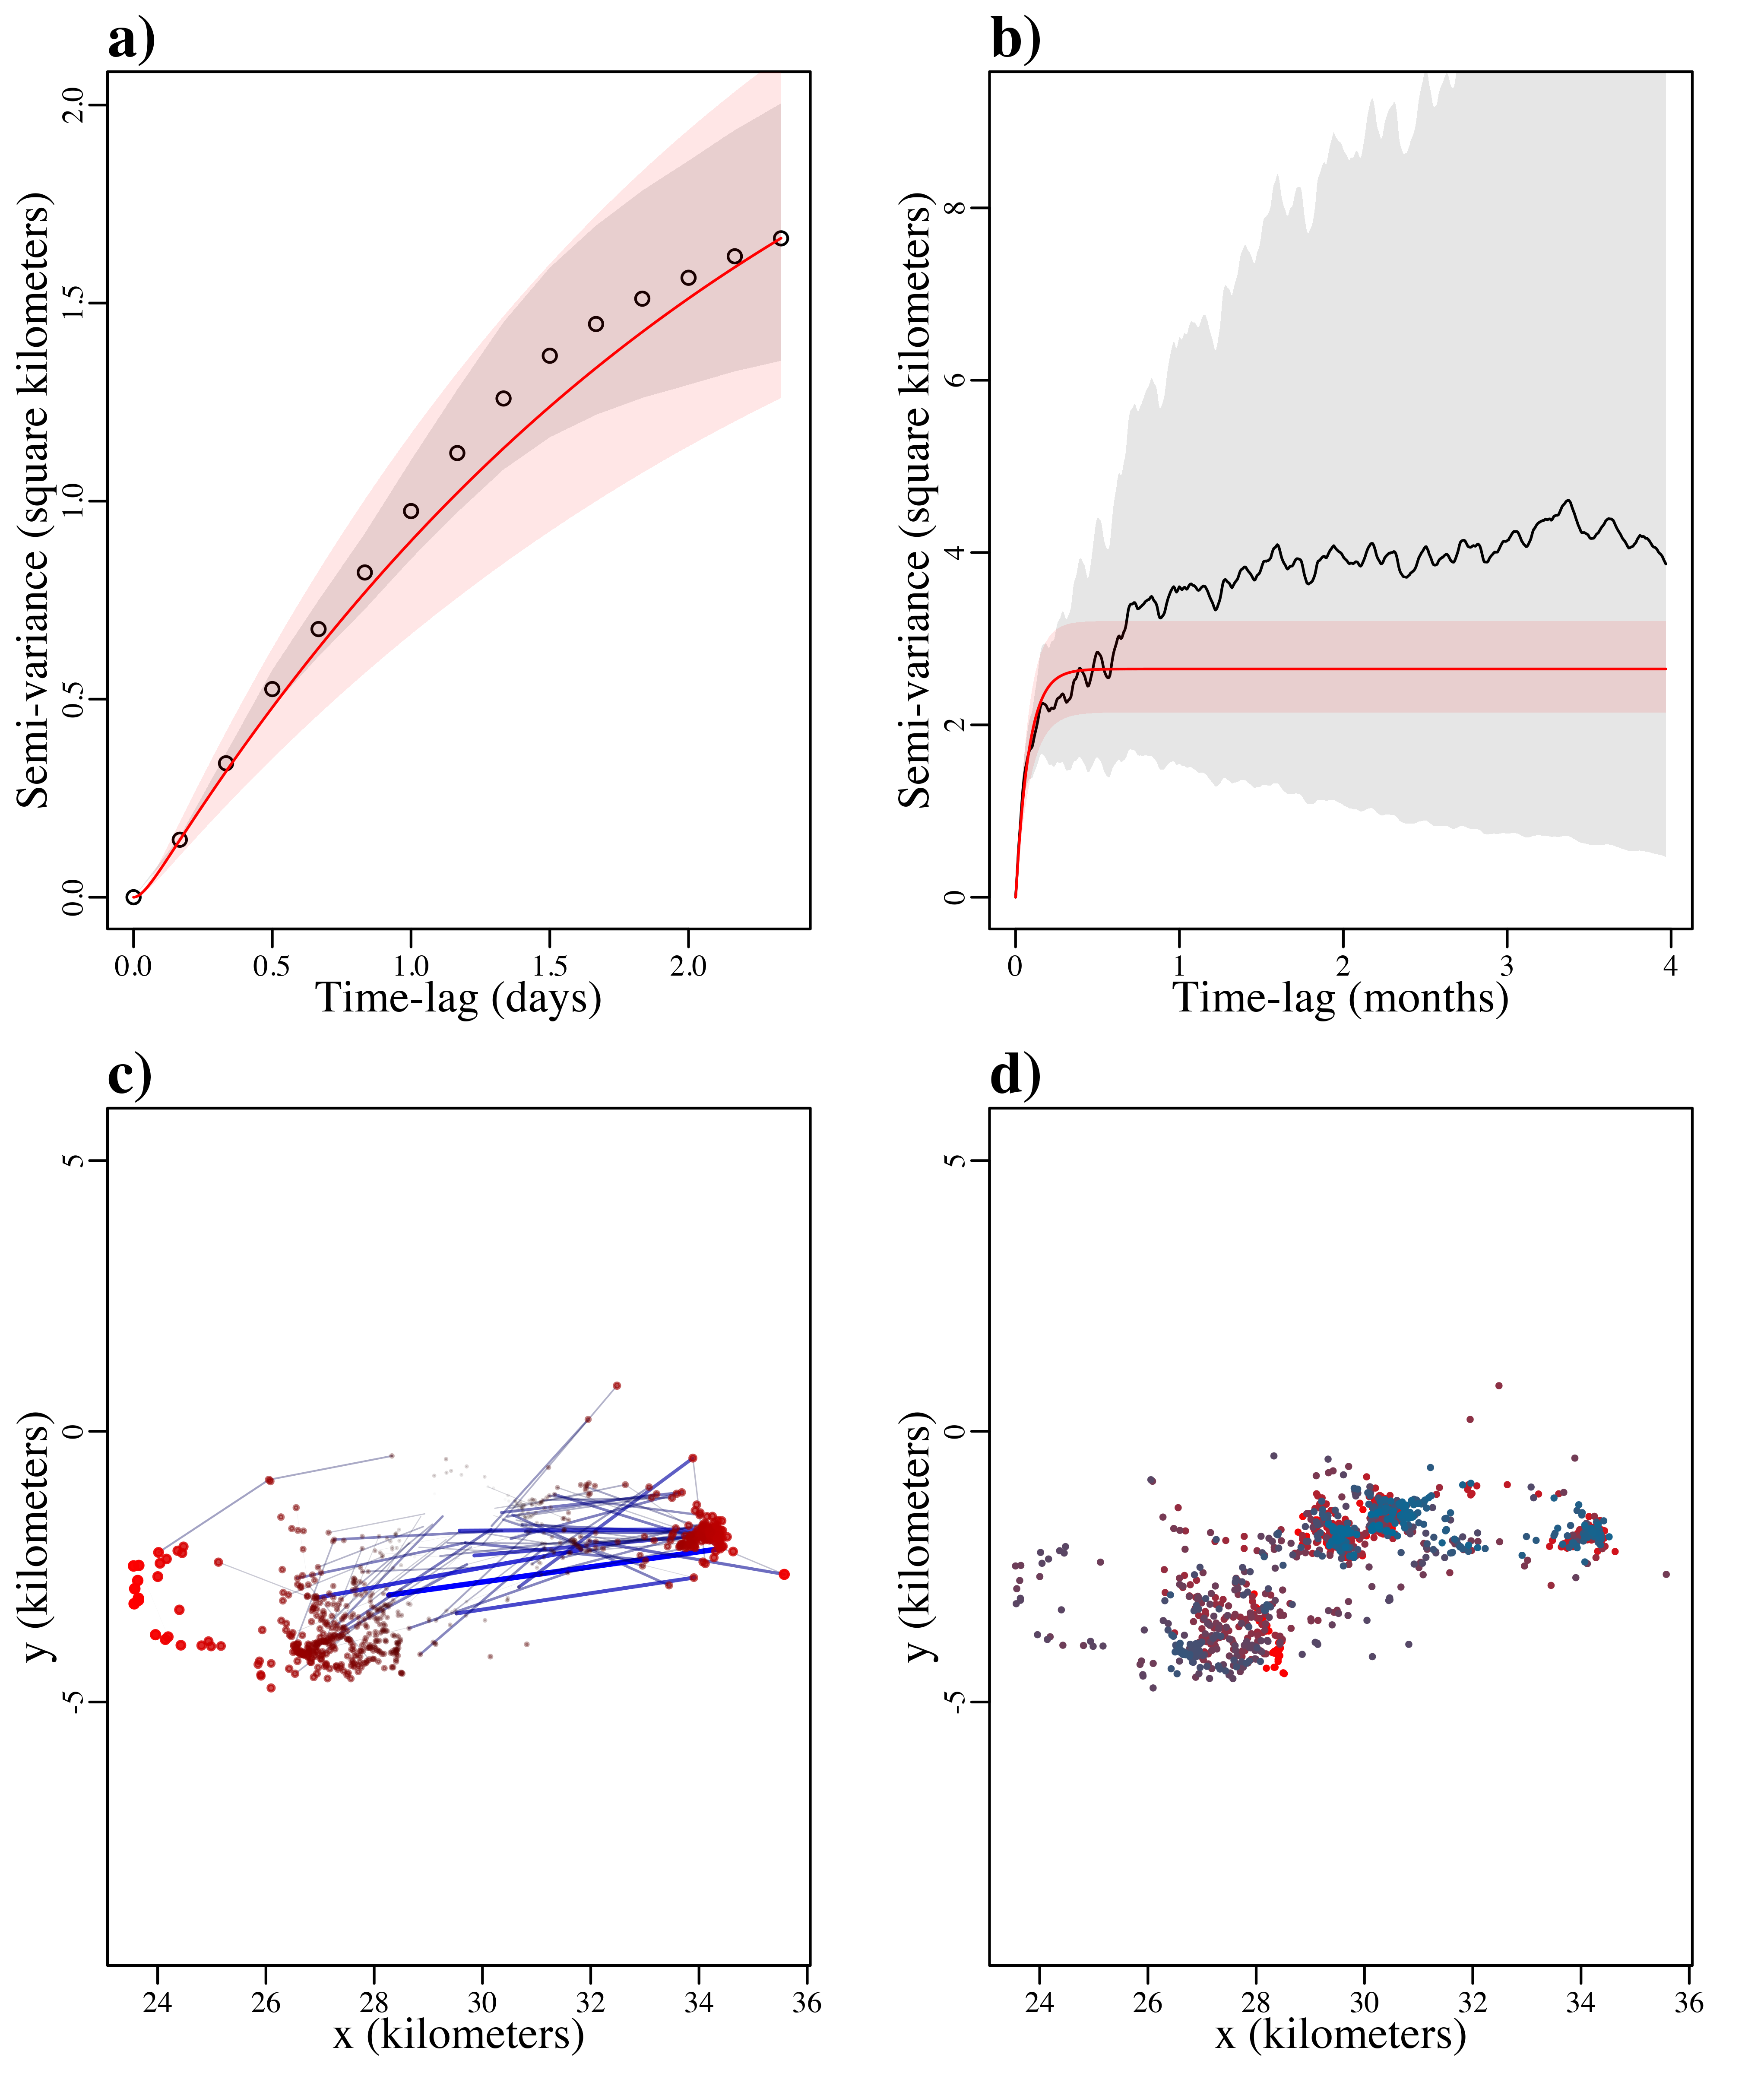 a)
Semi-variance (square kilometers)
0.0 0.5 1.0 1.5 2.0
0.0 0.5 1.0 1.5 2.0
Time-lag (days)
b)
Semi-variance (square kilometers)
0 2 4 6 8
0 1 2 3 4
Time-lag (months)
c)
y (kilometers)
-5 0 5
24 26 28 30 32 34 36
x (kilometers)
d)
y (kilometers)
-5 0 5
24 26 28 30 32 34 36
x (kilometers)